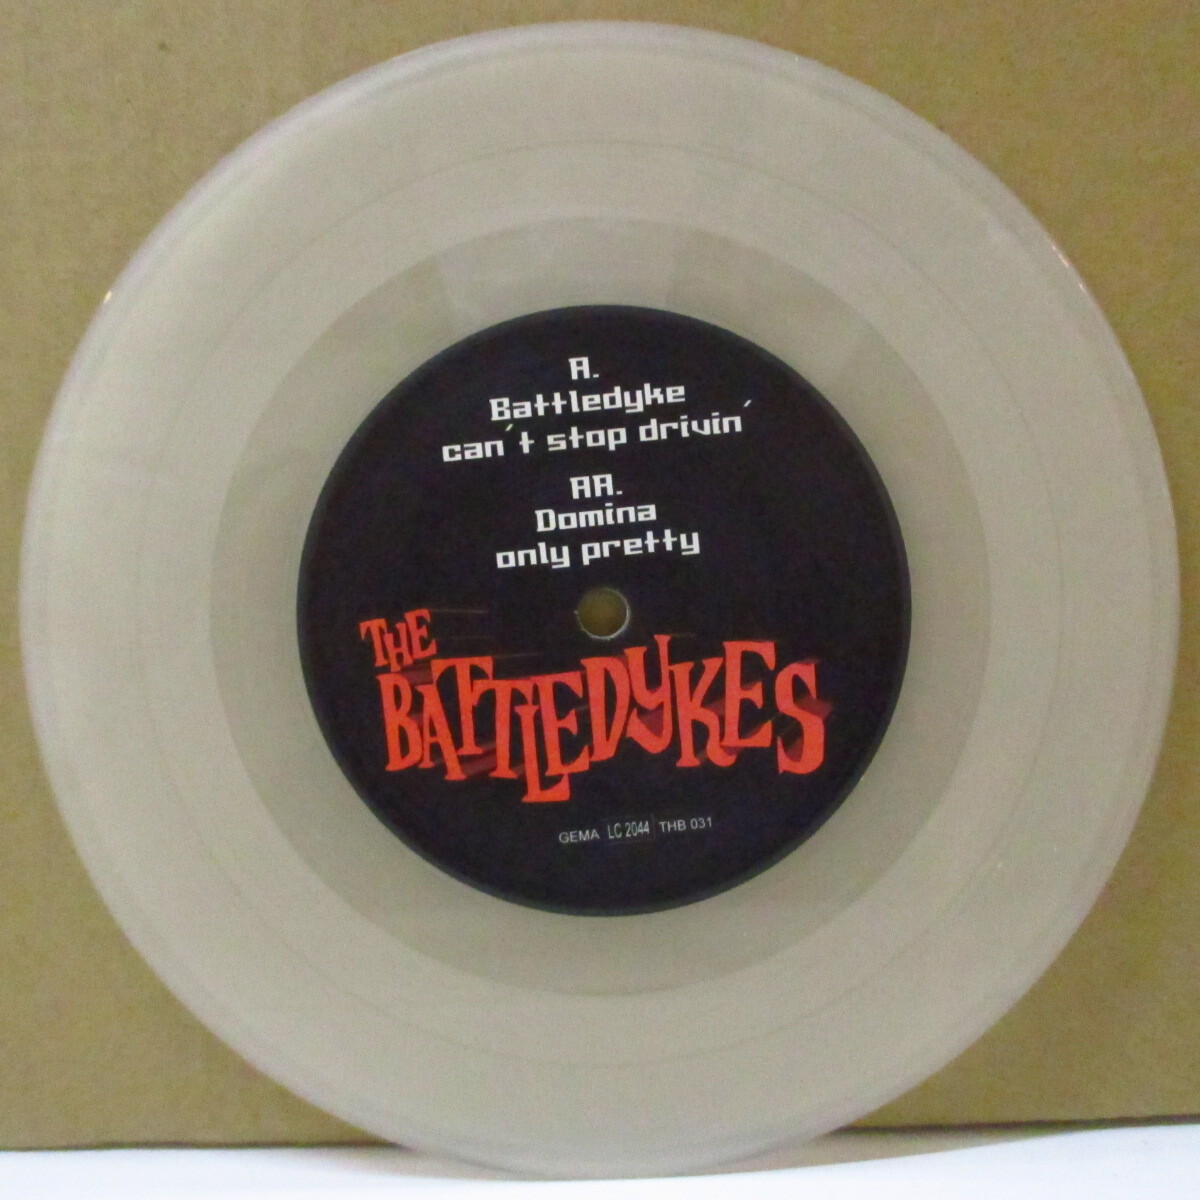 A.
Battledyke
can´t stop drivin´
AA.
Domina
only pretty
THE
BATTLEDYKES
GEMA LC 2044 THB 031